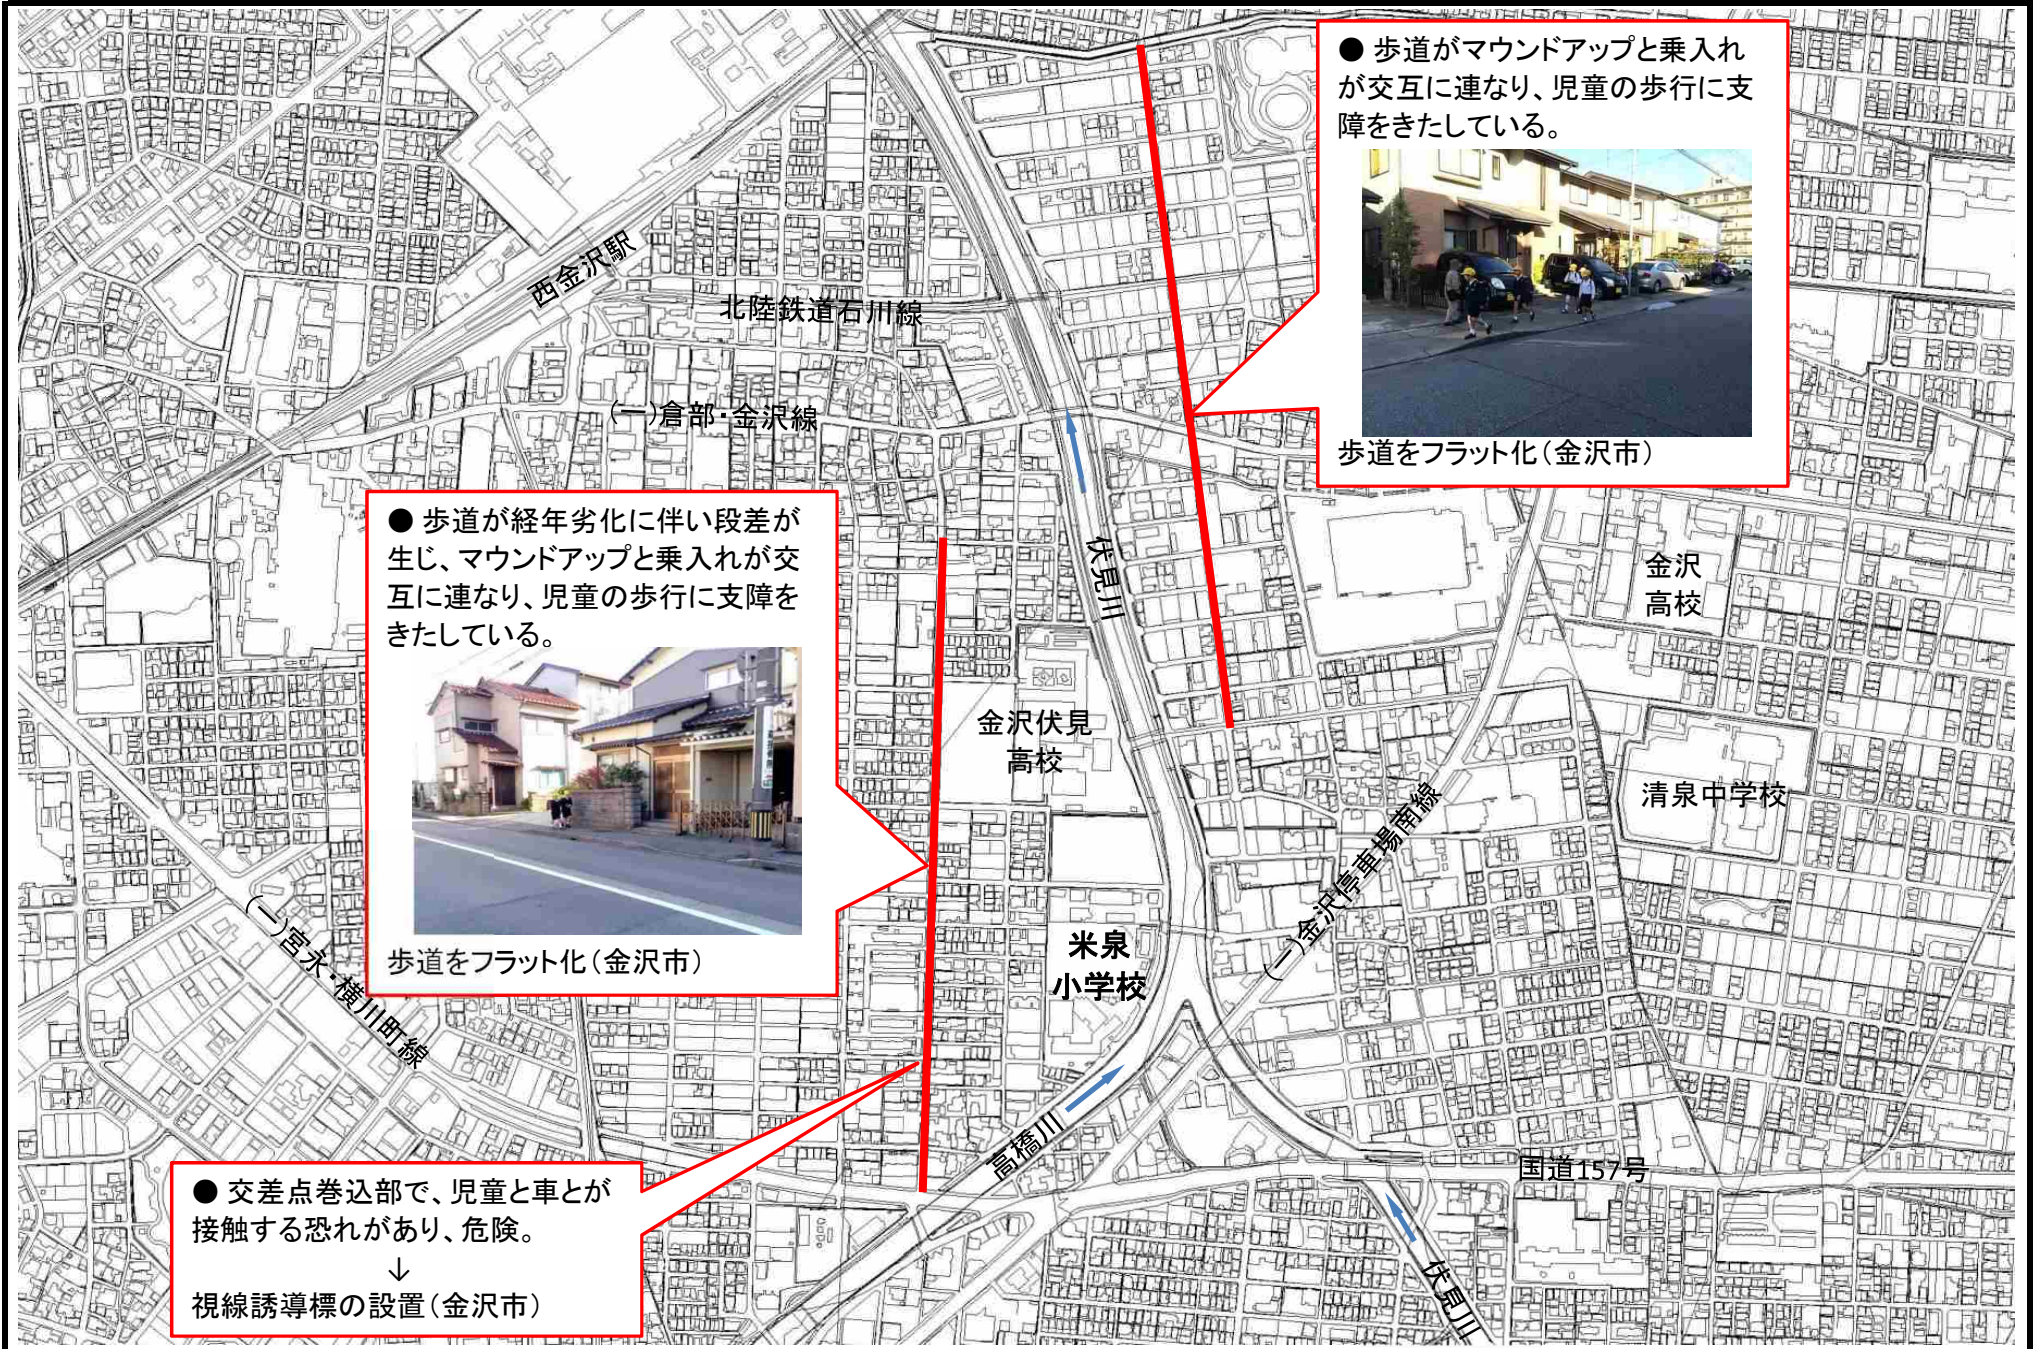 ● 歩道がマウンドアップと乗入れ
が交互に連なり、児童の歩行に支
障をきたしている。
歩道をフラット化（金沢市）
西金沢駅
北陸鉄道石川線
(一)倉部・金沢線
● 歩道が経年劣化に伴い段差が
生じ、マウンドアップと乗入れが交
互に連なり、児童の歩行に支障を
きたしている。
歩道をフラット化（金沢市）
伏見川
金沢
高校
金沢伏見
高校
清泉中学校
(一)金沢停車場南線
米泉
小学校
(一)宮永・横川町線
高橋川
国道157号
伏見川
● 交差点巻込部で、児童と車とが
接触する恐れがあり、危険。
↓
視線誘導標の設置（金沢市）